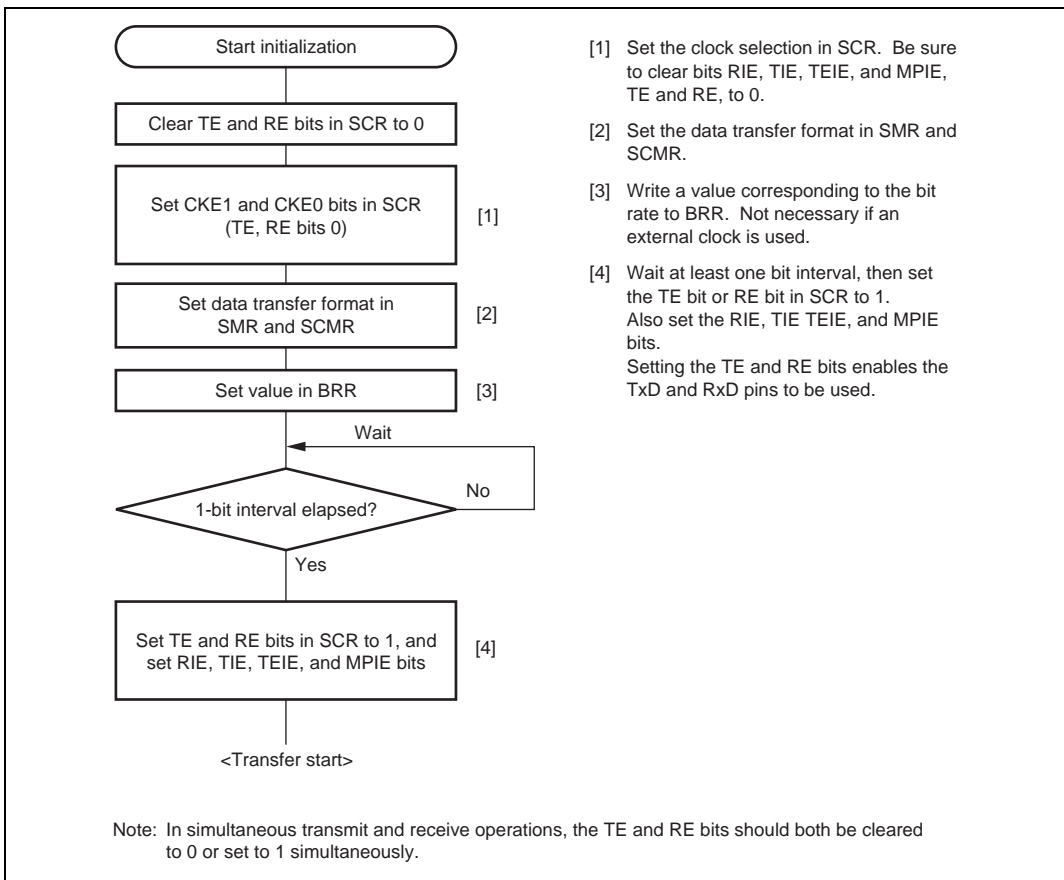 Start initialization
Clear TE and RE bits in SCR to 0
Set CKE1 and CKE0 bits in SCR
(TE, RE bits 0)
[1]
Set data transfer format in
SMR and SCMR
[2]
Set value in BRR
[3]
Wait
1-bit interval elapsed?
No
Yes
Set TE and RE bits in SCR to 1, and
set RIE, TIE, TEIE, and MPIE bits
[4]
<Transfer start>
[1] Set the clock selection in SCR. Be sure
to clear bits RIE, TIE, TEIE, and MPIE,
TE and RE, to 0.
[2] Set the data transfer format in SMR and
SCMR.
[3] Write a value corresponding to the bit
rate to BRR. Not necessary if an
external clock is used.
[4] Wait at least one bit interval, then set
the TE bit or RE bit in SCR to 1.
Also set the RIE, TIE TEIE, and MPIE
bits.
Setting the TE and RE bits enables the
TxD and RxD pins to be used.
Note: In simultaneous transmit and receive operations, the TE and RE bits should both be cleared
to 0 or set to 1 simultaneously.